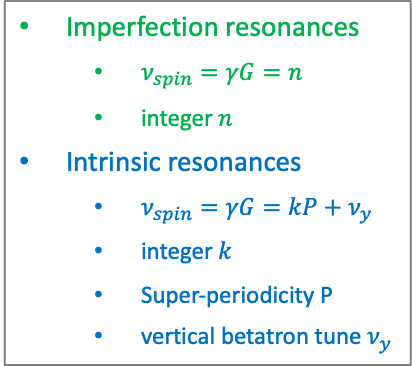 • Imperfection resonances
• ν_spin = γG = n
• integer n
• Intrinsic resonances
• ν_spin = γG = kP + ν_y
• integer k
• Super-periodicity P
• vertical betatron tune ν_y